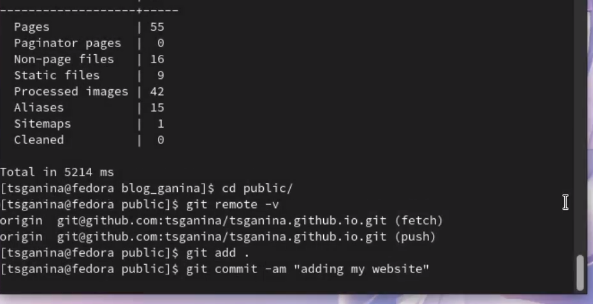 -------------------+-----
Pages | 55
Paginator pages | 0
Non-page files | 16
Static files | 9
Processed images | 42
Aliases | 15
Sitemaps | 1
Cleaned | 0
Total in 5214 ms
[tsganina@fedora blog_ganina]$ cd public/
[tsganina@fedora public]$ git remote -v
origin git@github.com:tsganina/tsganina.github.io.git (fetch)
origin git@github.com:tsganina/tsganina.github.io.git (push)
[tsganina@fedora public]$ git add .
[tsganina@fedora public]$ git commit -am "adding my website"